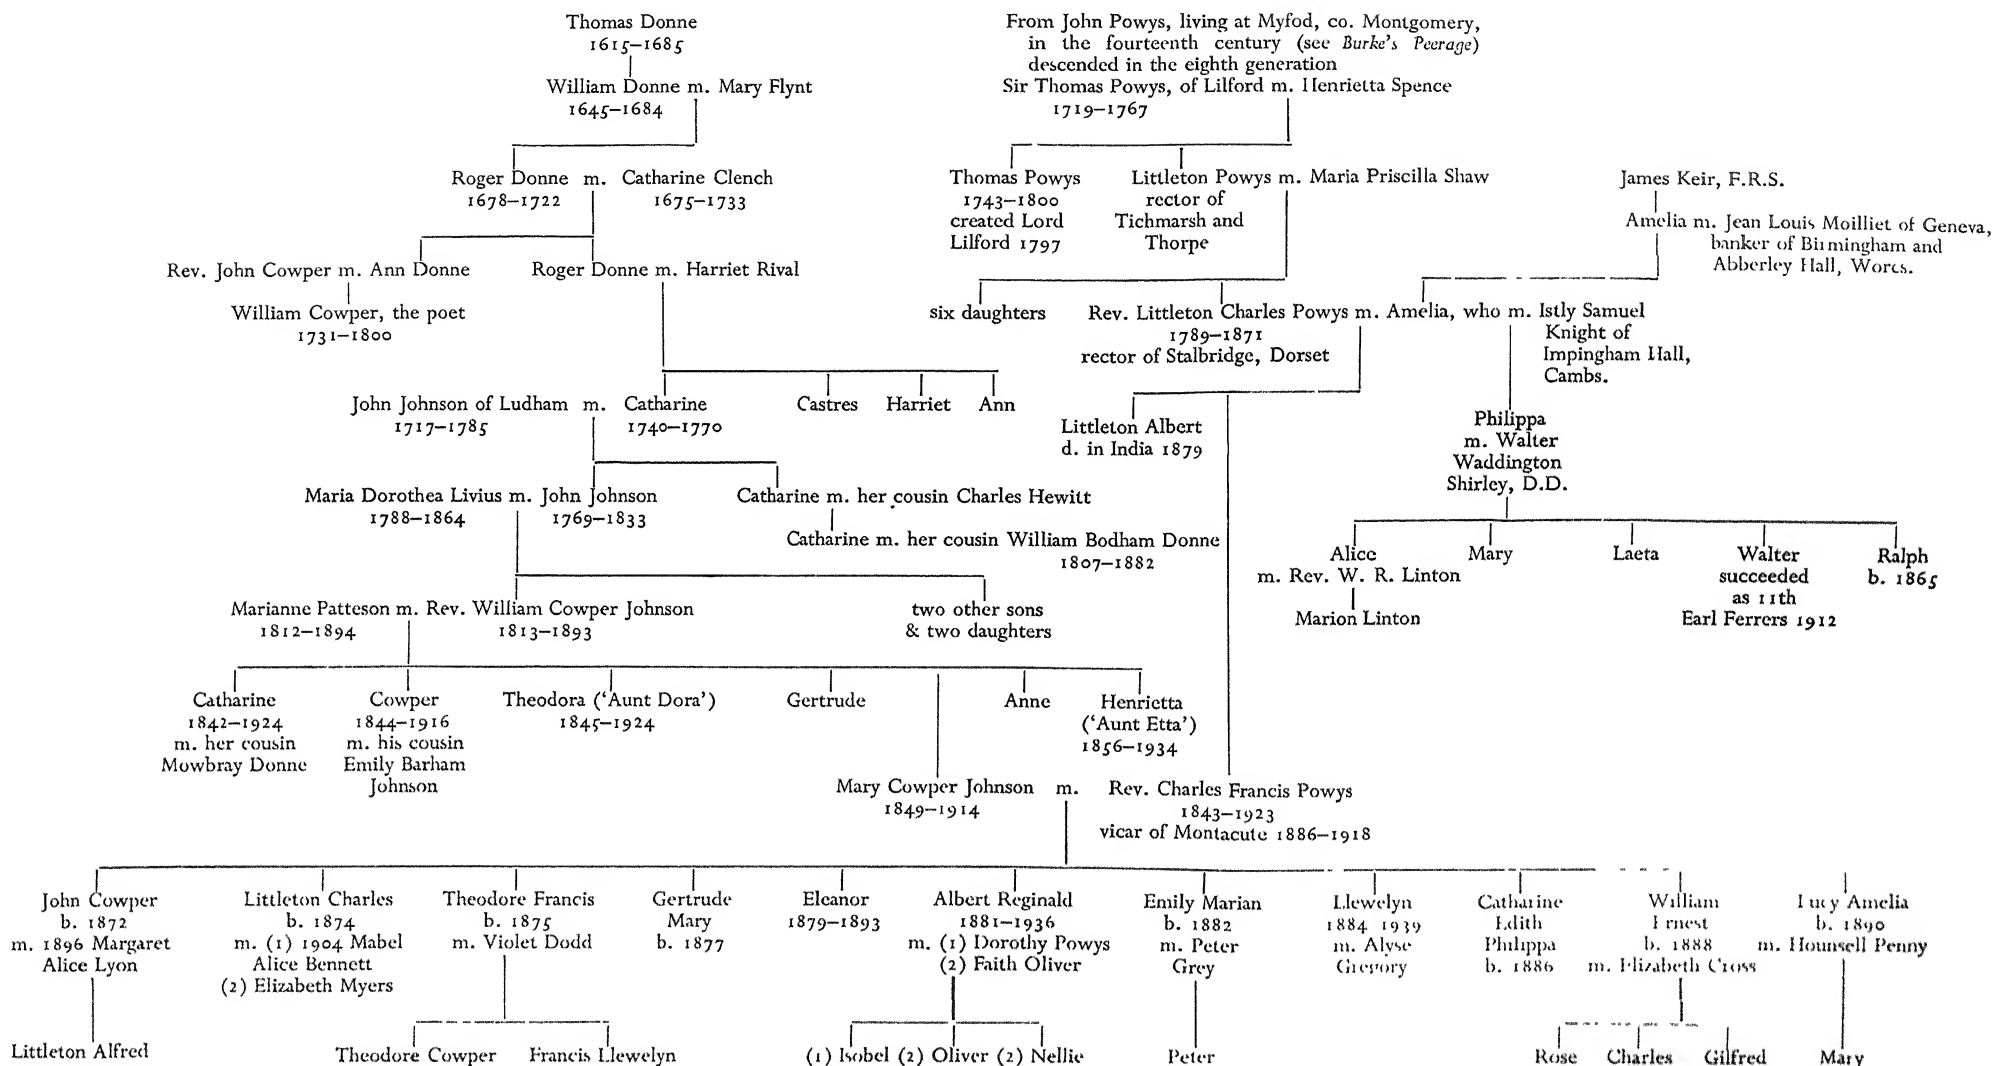 Thomas Donne
1615–1685
William Donne m. Mary Flynt
1645–1684
From John Powys, living at Myfod, co. Montgomery,
in the fourteenth century (see Burke's Peerage)
descended in the eighth generation
Sir Thomas Powys, of Lilford m. Henrietta Spence
1719–1767
Roger Donne m. Catharine Clench
1678–1722 1675–1733
Thomas Powys
1743–1800
created Lord
Lilford 1797
Littleton Powys m. Maria Priscilla Shaw
rector of
Tichmarsh and
Thorpe
James Keir, F.R.S.
Amelia m. Jean Louis Moilliet of Geneva,
banker of Birmingham and
Abberley Hall, Worcs.
Rev. John Cowper m. Ann Donne
Roger Donne m. Harriet Rival
William Cowper, the poet
1731–1800
six daughters
Rev. Littleton Charles Powys m. Amelia, who m. Istly Samuel
1789–1871
rector of Stalbridge, Dorset
Knight of
Impingham Hall,
Cambs.
John Johnson of Ludham m. Catharine
1717–1785 1740–1770
Castres
Harriet
Ann
Littleton Albert
d. in India 1879
Philippa
m. Walter
Waddington
Shirley, D.D.
Maria Dorothea Livius m. John Johnson
1788–1864 1769–1833
Catharine m. her cousin Charles Hewitt
Catharine m. her cousin William Bodham Donne
1807–1882
Alice
m. Rev. W. R. Linton
Marion Linton
Mary
Laeta
Walter
succeeded
as 11th
Earl Ferrers 1912
Ralph
b. 1865
Marianne Patteson m. Rev. William Cowper Johnson
1812–1894 1813–1893
two other sons
& two daughters
Catharine
1842–1924
m. her cousin
Mowbray Donne
Cowper
1844–1916
m. his cousin
Emily Barham
Johnson
Theodora ('Aunt Dora')
1845–1924
Gertrude
Anne
Henrietta
('Aunt Etta')
1856–1934
Mary Cowper Johnson m. Rev. Charles Francis Powys
1849–1914 1843–1923
vicar of Montacute 1886–1918
John Cowper
b. 1872
m. 1896 Margaret
Alice Lyon
Littleton Charles
b. 1874
m. (1) 1904 Mabel
Alice Bennett
(2) Elizabeth Myers
Theodore Francis
b. 1875
m. Violet Dodd
Gertrude
Mary
b. 1877
Eleanor
1879–1893
Albert Reginald
1881–1936
m. (1) Dorothy Powys
(2) Faith Oliver
Emily Marian
b. 1882
m. Peter
Grey
Llewelyn
1884 1939
m. Alyse
Gregory
Catharine
Edith
Philippa
b. 1886
William
Ernest
b. 1888
m. Elizabeth Cross
Lucy Amelia
b. 1890
m. Hounsell Penny
Littleton Alfred
Theodore Cowper
Francis Llewelyn
(1) Isobel (2) Oliver (2) Nellie
Peter
Rose
Charles
Gilfred
Mary